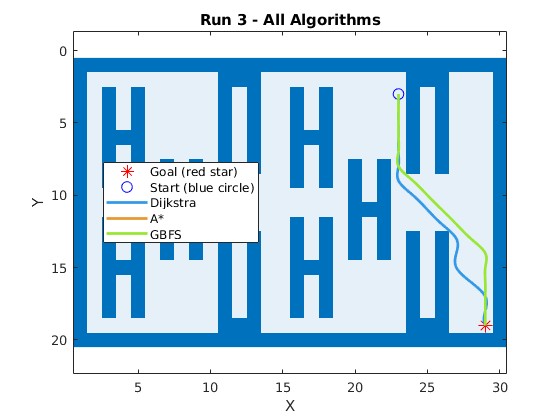 Run 3 - All Algorithms
0
5
10
15
20
Y
Goal (red star)
Start (blue circle)
Dijkstra
A*
GBFS
5
10
15
20
25
30
X